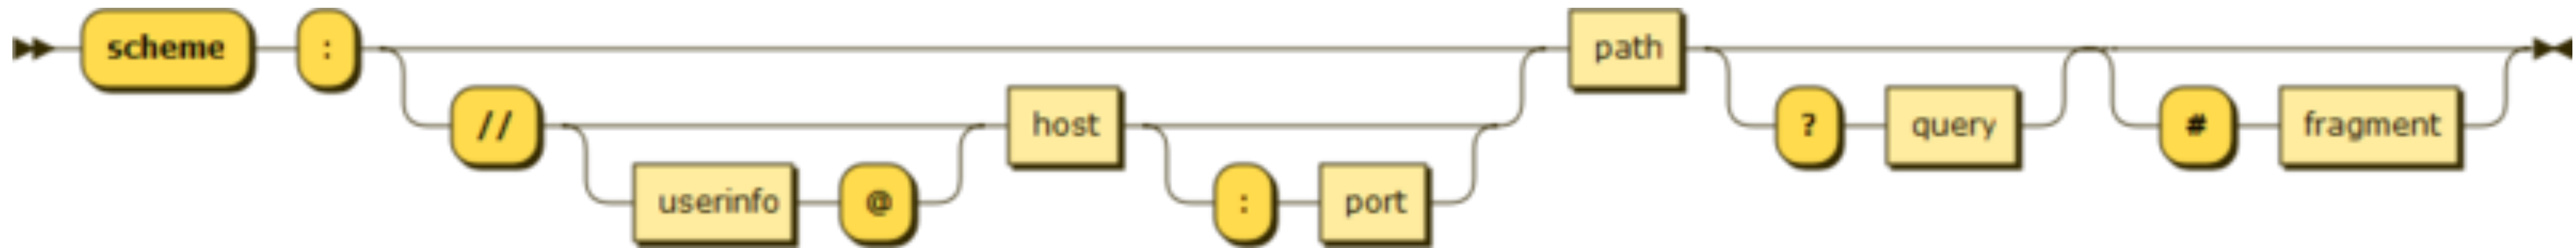 scheme : path
// host ? query # fragment
userinfo @ : port